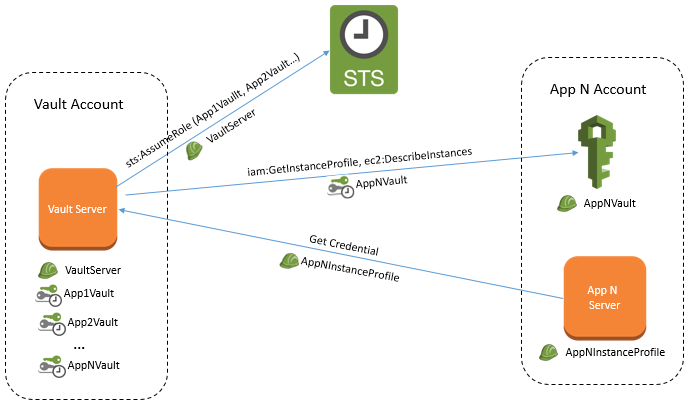 STS
Vault Account
App N Account
sts:AssumeRole (App1Vaullt, App2Vault...)
VaultServer
iam:GetInstanceProfile, ec2:DescribeInstances
AppNVault
AppNVault
Vault Server
Get Credential
AppNInstanceProfile
VaultServer
App1Vault
App2Vault
...
AppNVault
App N
Server
AppNInstanceProfile